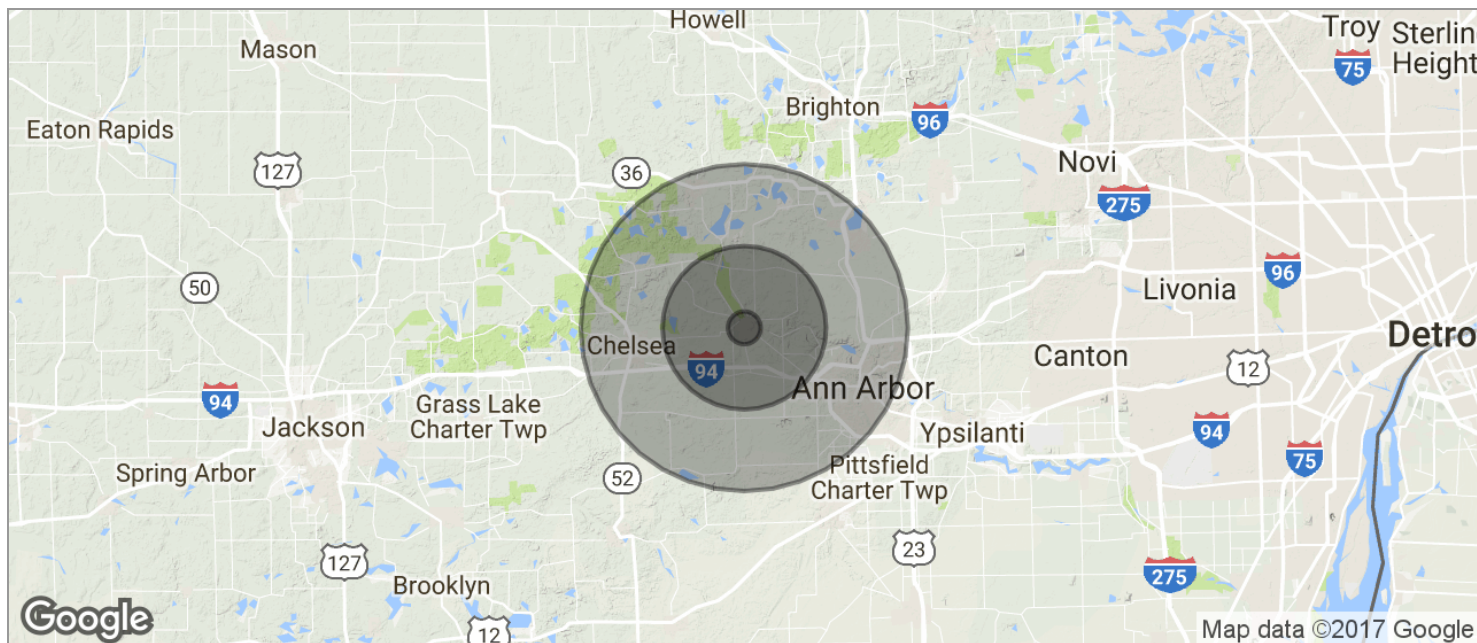 Howell
Troy
Sterlin
Height
Mason
75
Brighton
96
Eaton Rapids
127
36
Novi
275
50
96
Livonia
Detro
Chelsea
94
Canton
12
Ann Arbor
94
Grass Lake
Charter Twp
Jackson
Ypsilanti
94
75
Spring Arbor
52
Pittsfield
Charter Twp
23
127
275
Brooklyn
12
Google
Map data ©2017 Google